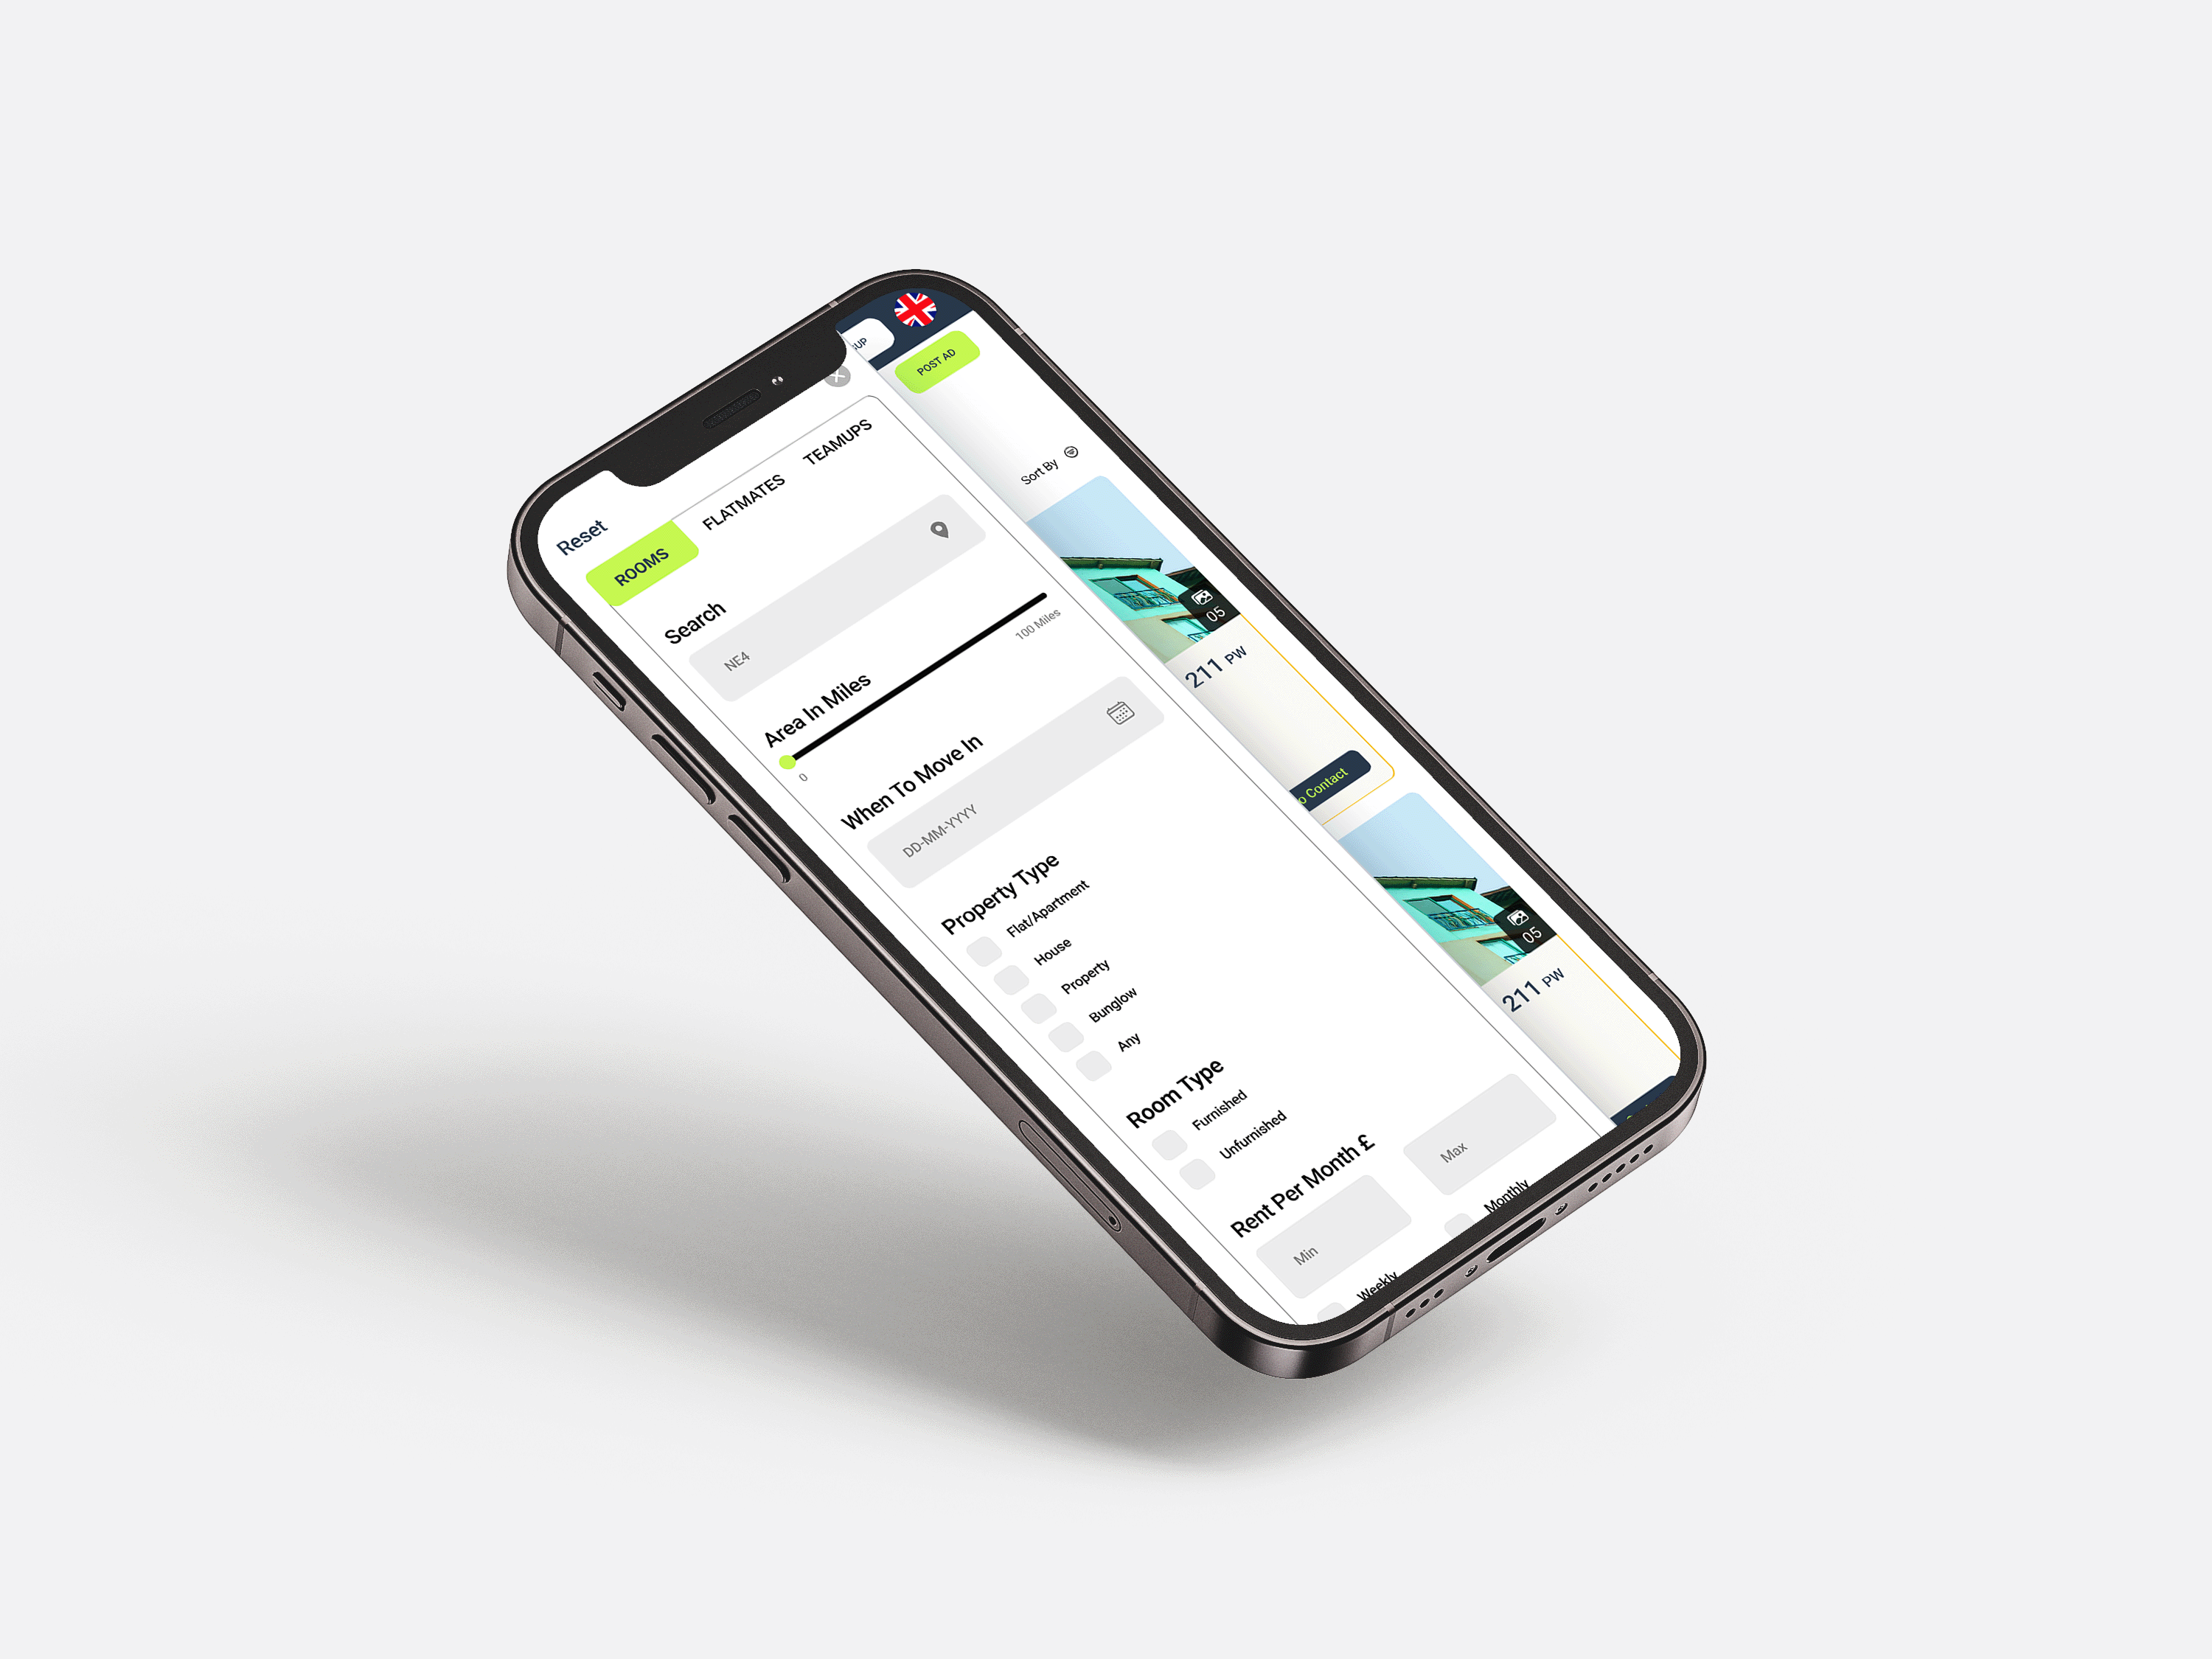 Reset
ROOMS
FLATMATES
TEAMUPS
Search
NE4
Area In Miles
0
100 Miles
When To Move In
DD-MM-YYYY
Property Type
Flat/Apartment
House
Property
Bunglow
Any
Room Type
Furnished
Unfurnished
Rent Per Month £
Min
Max
Weekly
Monthly
POST AD
Sort By
05
211 PW
Contact
05
211 PW